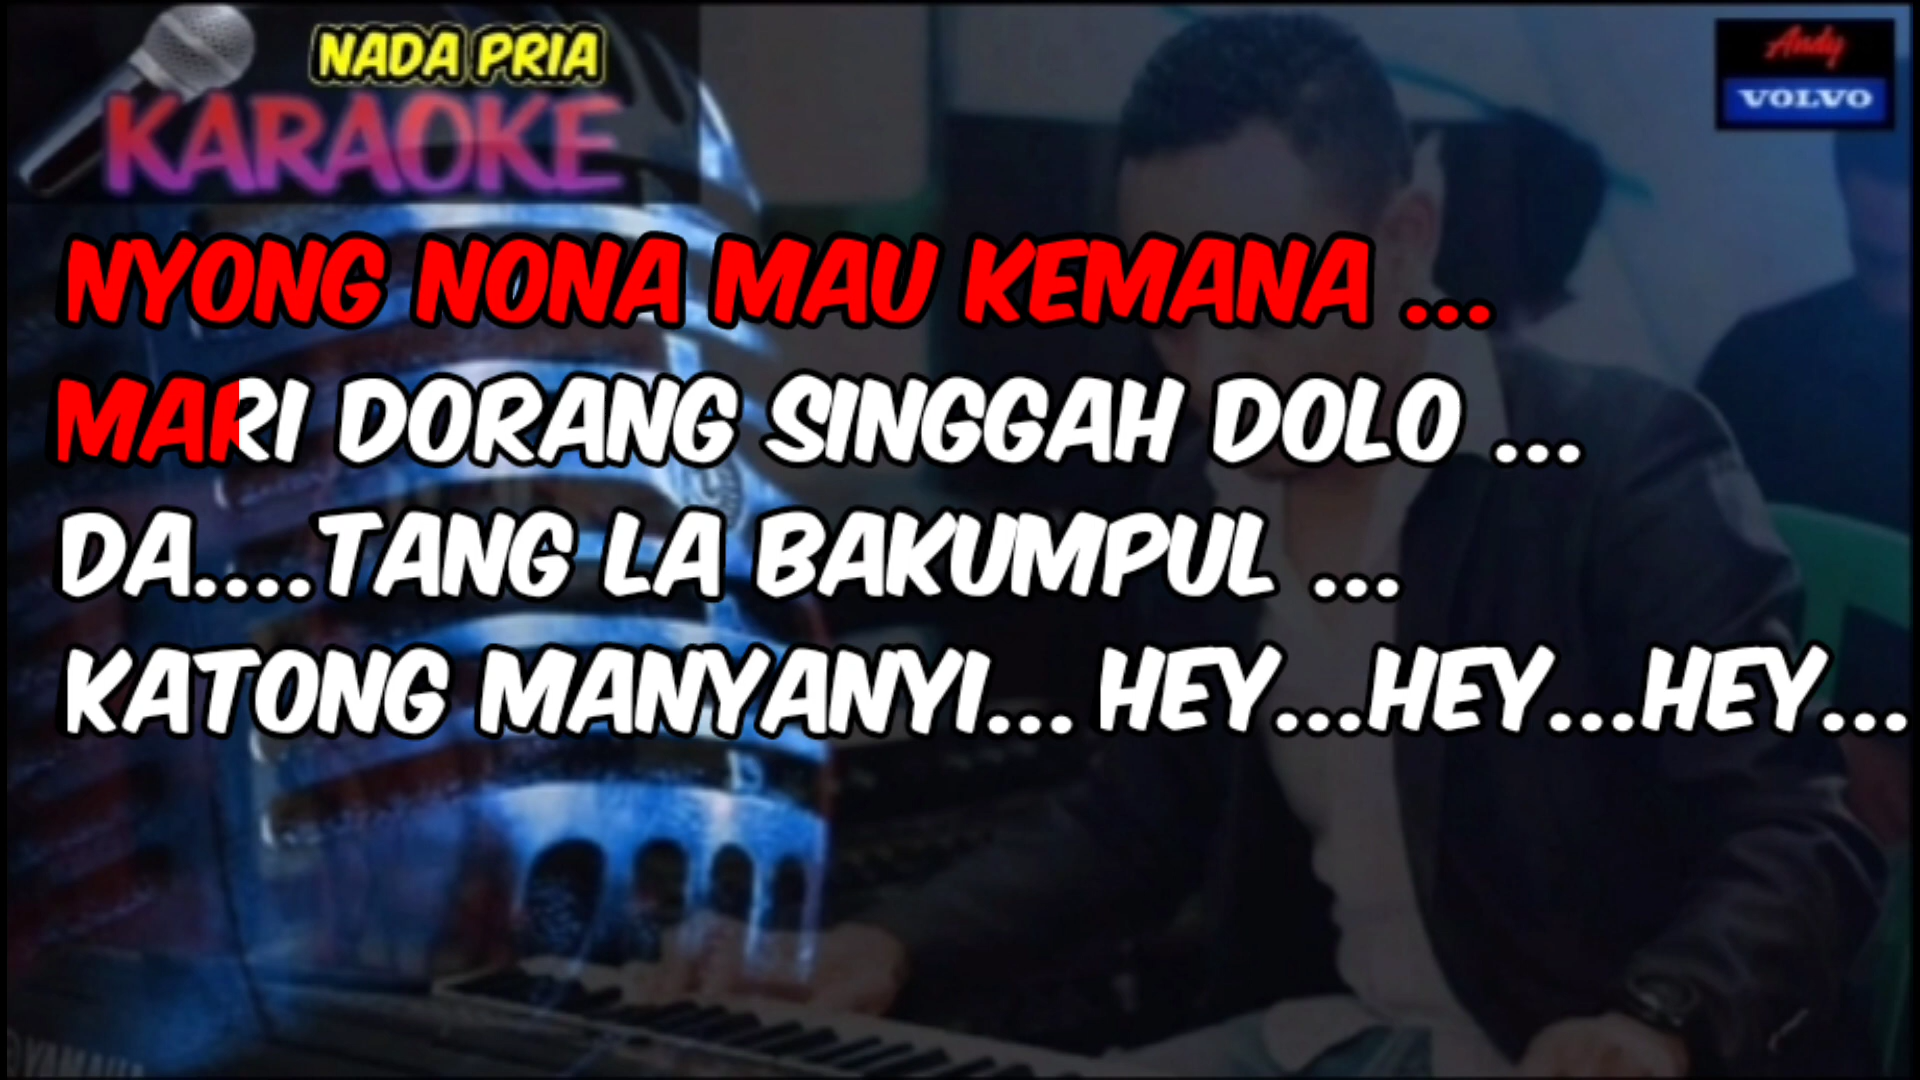 NADA PRIA
KARAOKE
Andy
VOLVO
NYONG NONA MAU KEMANA ...
MARI DORANG SINGGAH DOLO ...
DA....TANG LA BAKUMPUL ...
KATONG MANYANYI... HEY...HEY...HEY...
YAMAHA